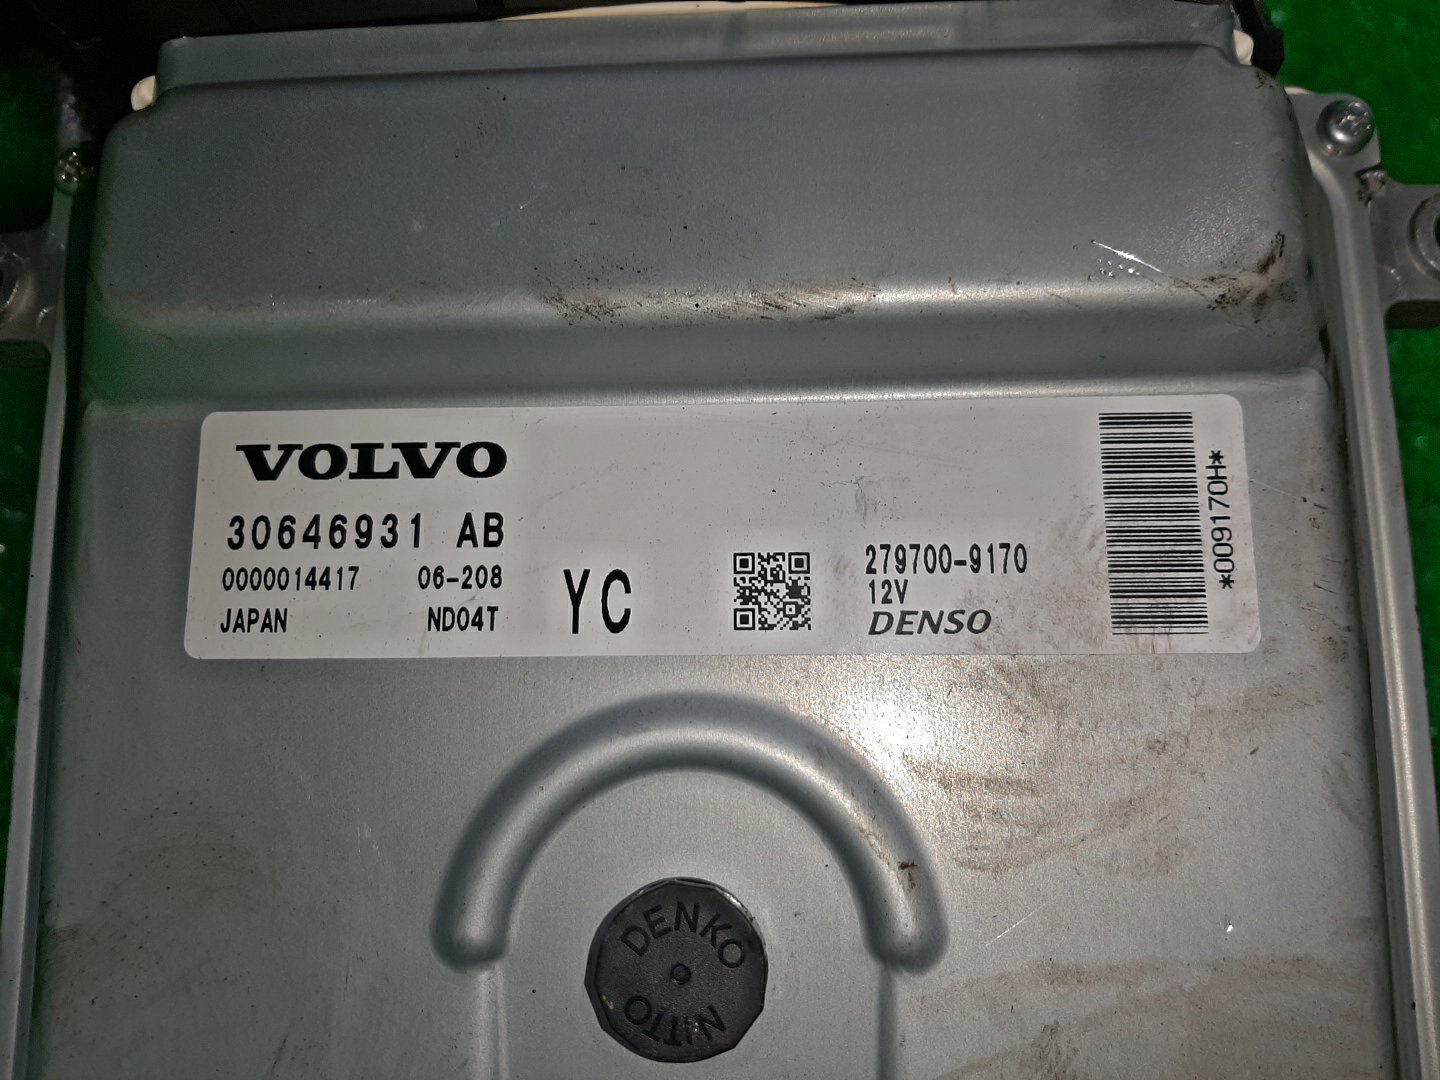 VOLVO
30646931 AB
0000014417 06-208
JAPAN ND04T
YC
279700-9170
12V
DENSO
*009170H*
DENKO
NITTO